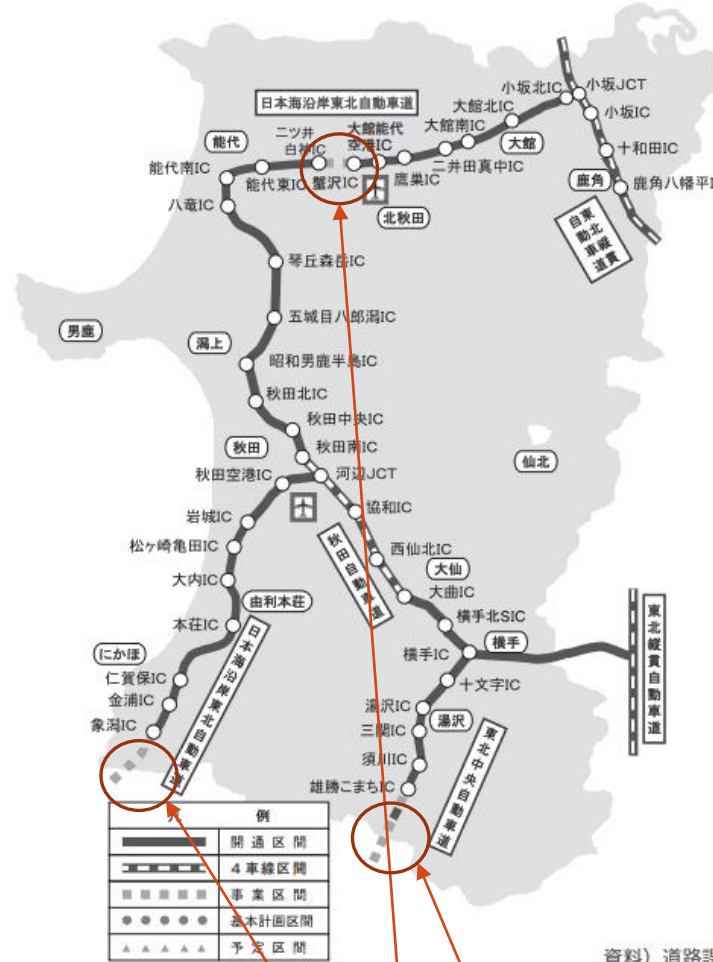 小坂北IC
小坂JCT
日本海沿岸東北自動車道
大館北IC
小坂IC
二ツ井
白神IC
大館能代
空港IC
大館南IC
能代
大館
十和田IC
能代南IC
能代東IC
蟹沢IC
鷹巣IC
二井田真中IC
鹿角
鹿角八幡平IC
八竜IC
北秋田
東北縦貫
自動車道
琴丘森岳IC
男鹿
五城目八郎潟IC
潟上
昭和男鹿半島IC
秋田北IC
秋田中央IC
秋田
秋田南IC
仙北
秋田空港IC
河辺JCT
岩城IC
協和IC
松ヶ崎亀田IC
秋田自動車道
西仙北IC
大内IC
大仙
大曲IC
由利本荘
横手北SIC
本荘IC
横手
東北縦貫自動車道
にかほ
日本海沿岸東北自動車道
横手IC
仁賀保IC
十文字IC
金浦IC
湯沢IC
湯沢
東北中央自動車道
象潟IC
三関IC
須川IC
雄勝こまちIC
例
開通区間
4車線区間
事業区間
基本計画区間
予定区間
資料）道路課